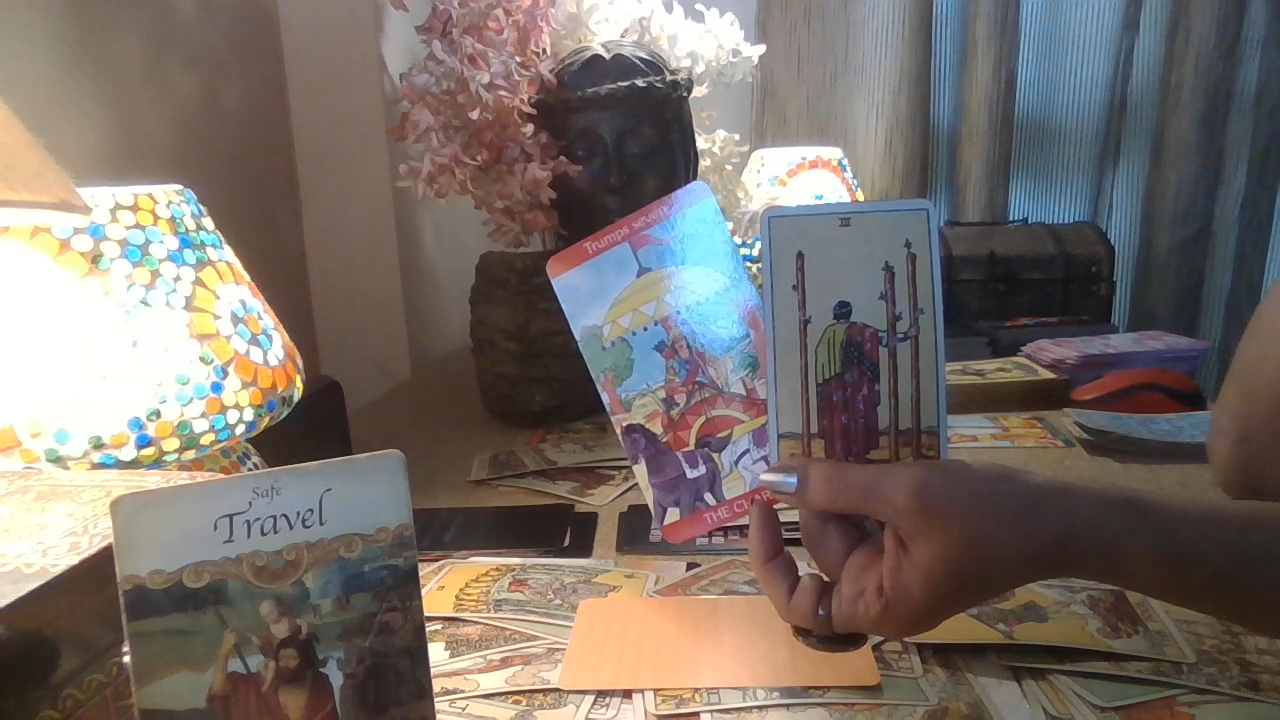 Trumps seven
III
THE CHAR
Safe
Travel